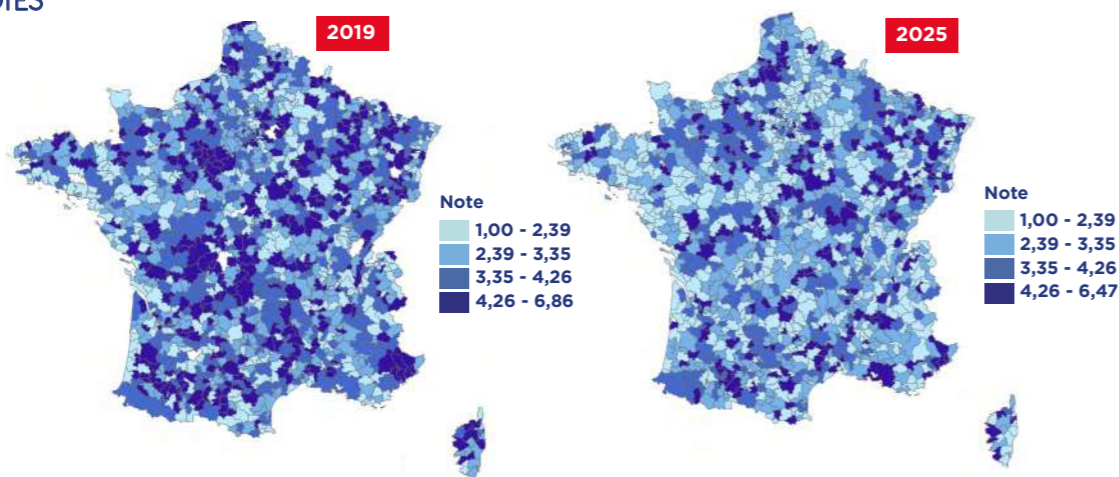 2019
Note
1,00 - 2,39
2,39 - 3,35
3,35 - 4,26
4,26 - 6,86
2025
Note
1,00 - 2,39
2,39 - 3,35
3,35 - 4,26
4,26 - 6,47